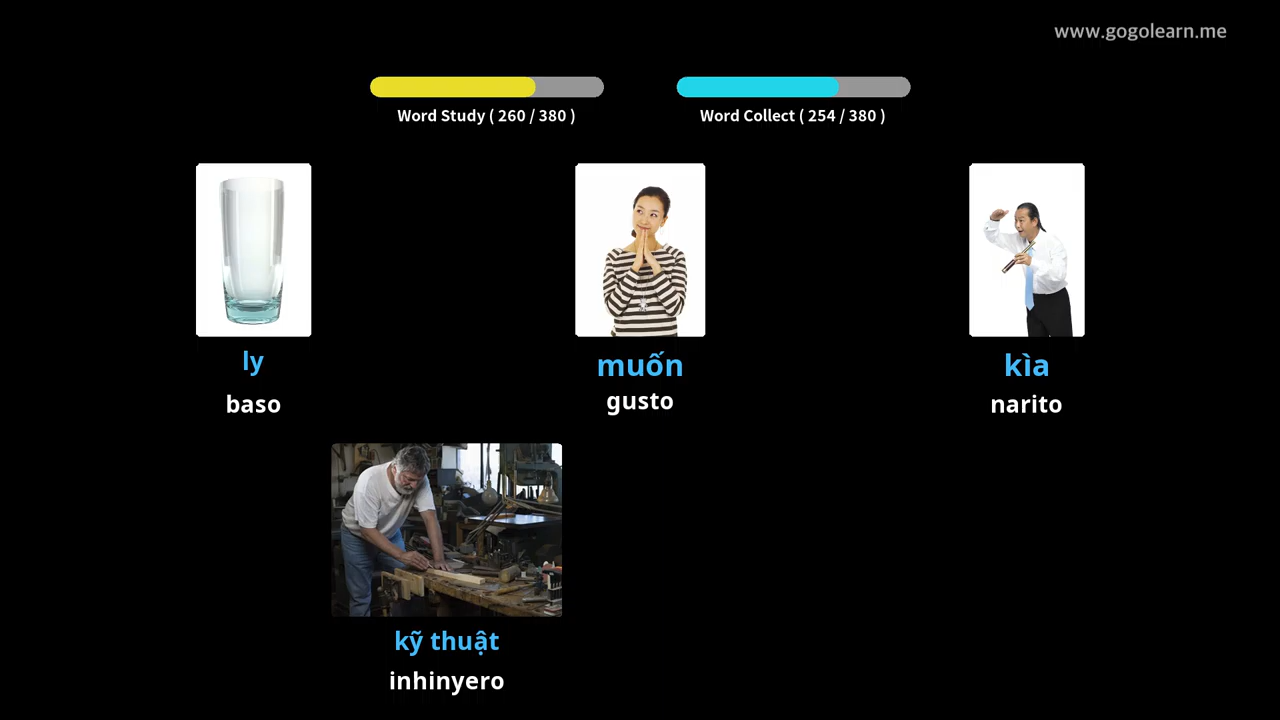 www.gogolearn.me
Word Study ( 260 / 380 )
Word Collect ( 254 / 380 )
ly
muốn
kìa
baso
gusto
narito
kỹ thuật
inhinyero